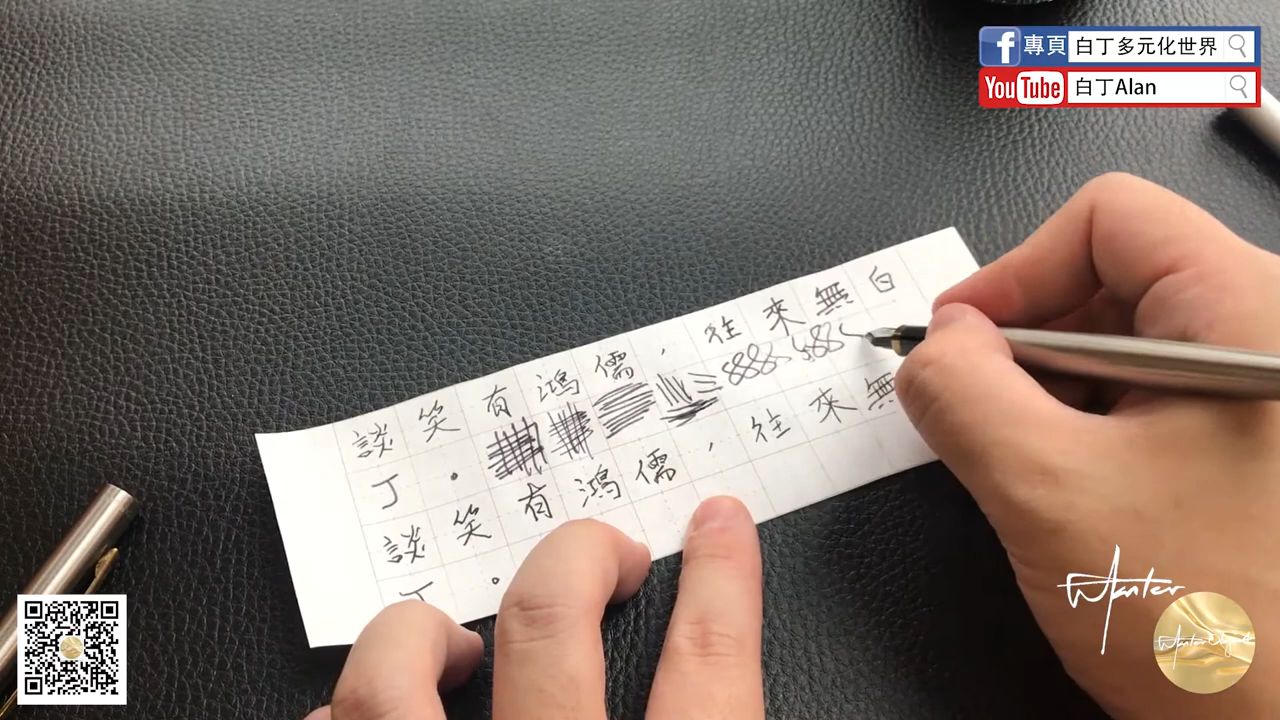 專頁 白丁多元化世界
YouTube 白丁Alan
談笑有鴻儒，往來無白
丁。
談笑有鴻儒，往來無
丁。
Wanter